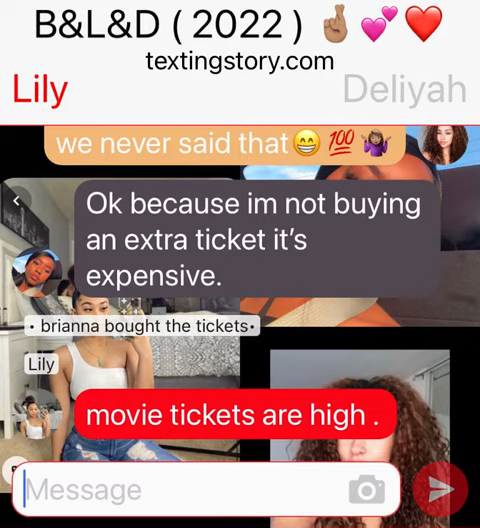 B&L&D ( 2022 ) 🤞🏽💕❤️
textingstory.com
Lily
Deliyah
we never said that😁 💯 🤷🏽‍♀️
Ok because im not buying
an extra ticket it's
expensive.
• brianna bought the tickets•
Lily
movie tickets are high .
Message